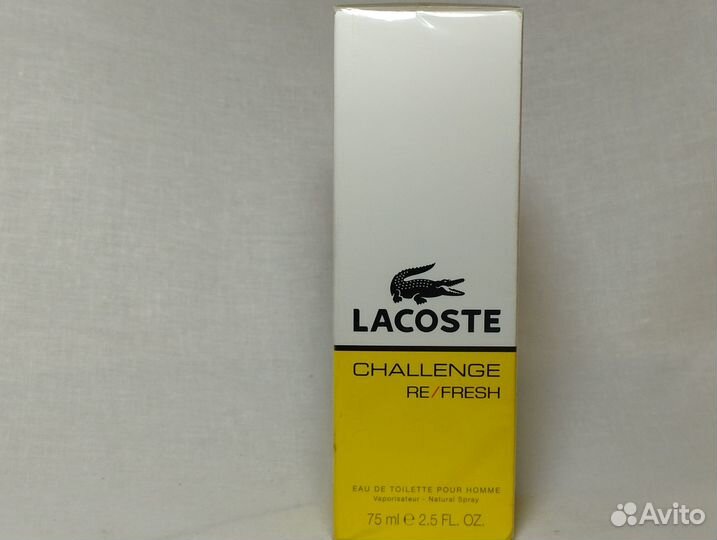 LACOSTE
CHALLENGE
RE/FRESH
EAU DE TOILETTE POUR HOMME
Vaporisateur - Natural Spray
75 ml ℮ 2.5 FL. OZ.
Avito